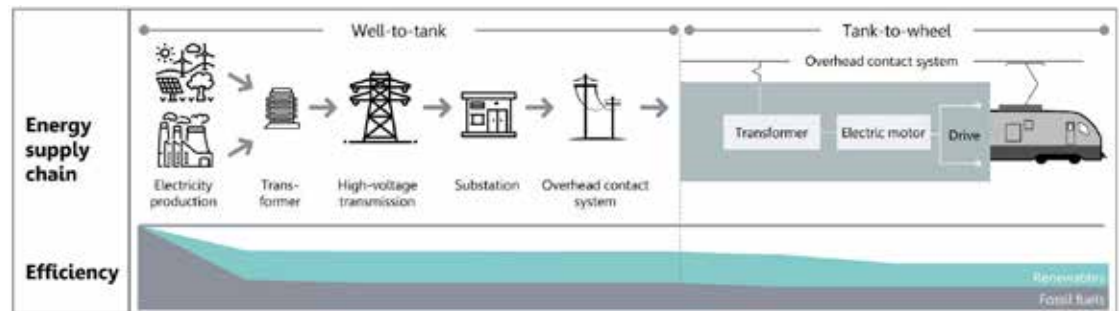 Well-to-tank
Tank-to-wheel
Overhead contact system
Energy
supply
chain
Transformer
Electric motor
Drive
Electricity
production
Trans-
former
High-voltage
transmission
Substation
Overhead contact
system
Efficiency
Renewables
Fossil fuels